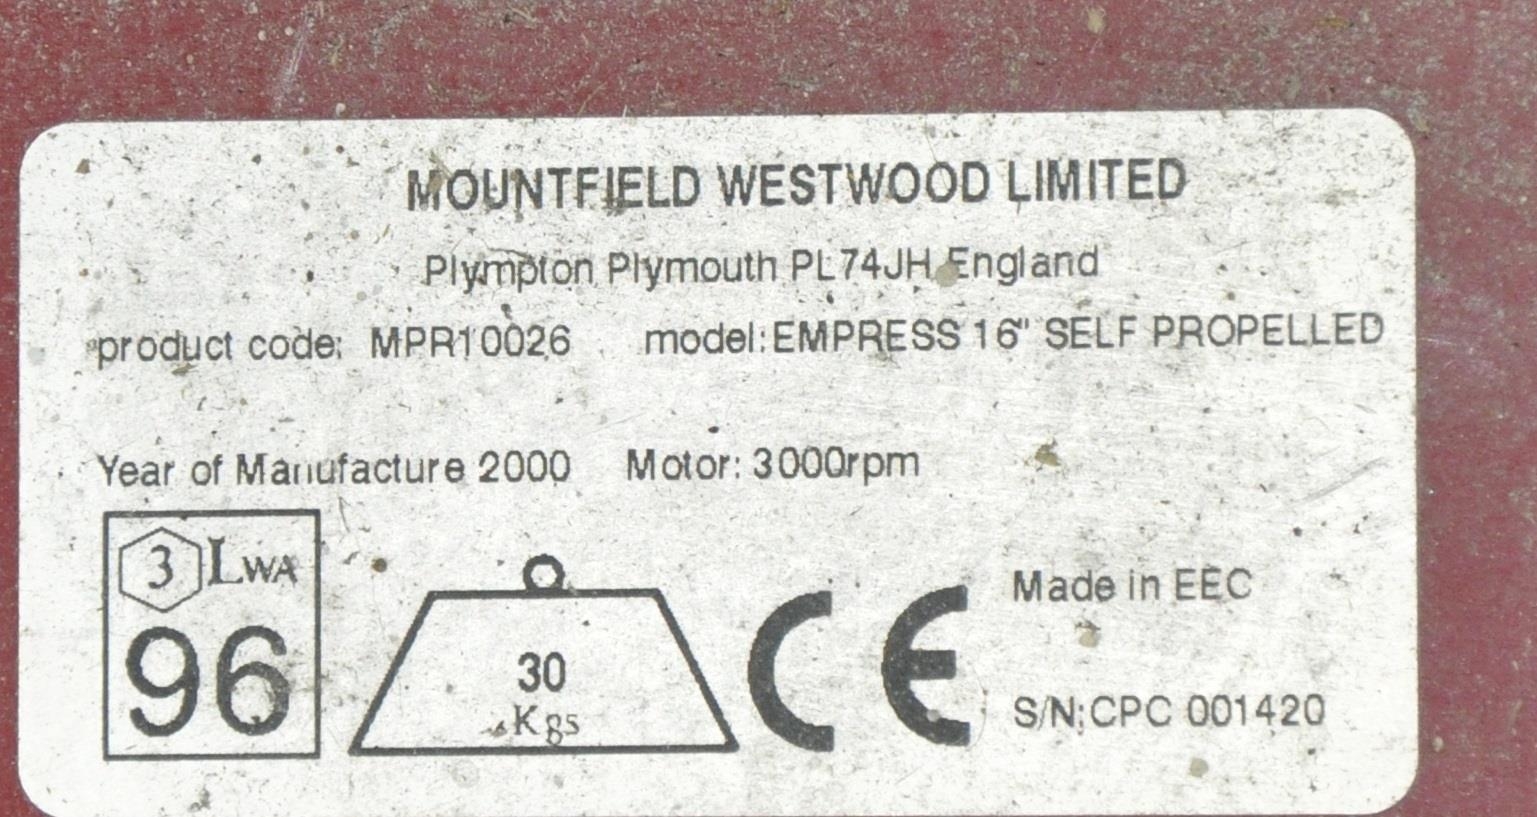 MOUNTFIELD WESTWOOD LIMITED
Plympton Plymouth PL74JH England
product code: MPR10026 model: EMPRESS 16" SELF PROPELLED
Year of Manufacture 2000 Motor: 3000rpm
3 LWA
96
30
Kgs
CE
Made in EEC
S/N: CPC 001420